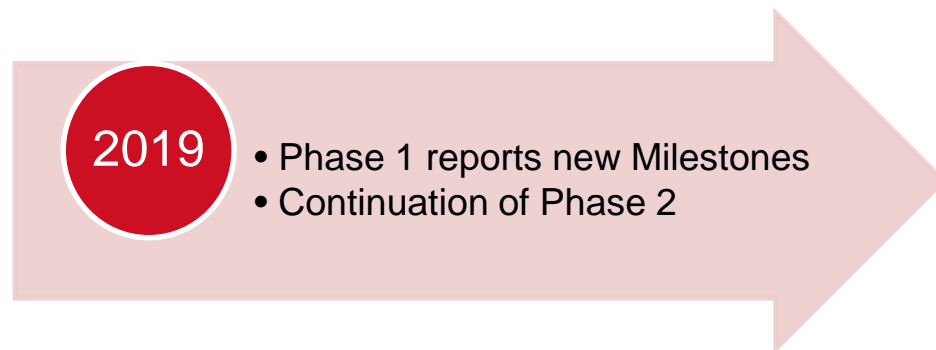 2019
• Phase 1 reports new Milestones
• Continuation of Phase 2